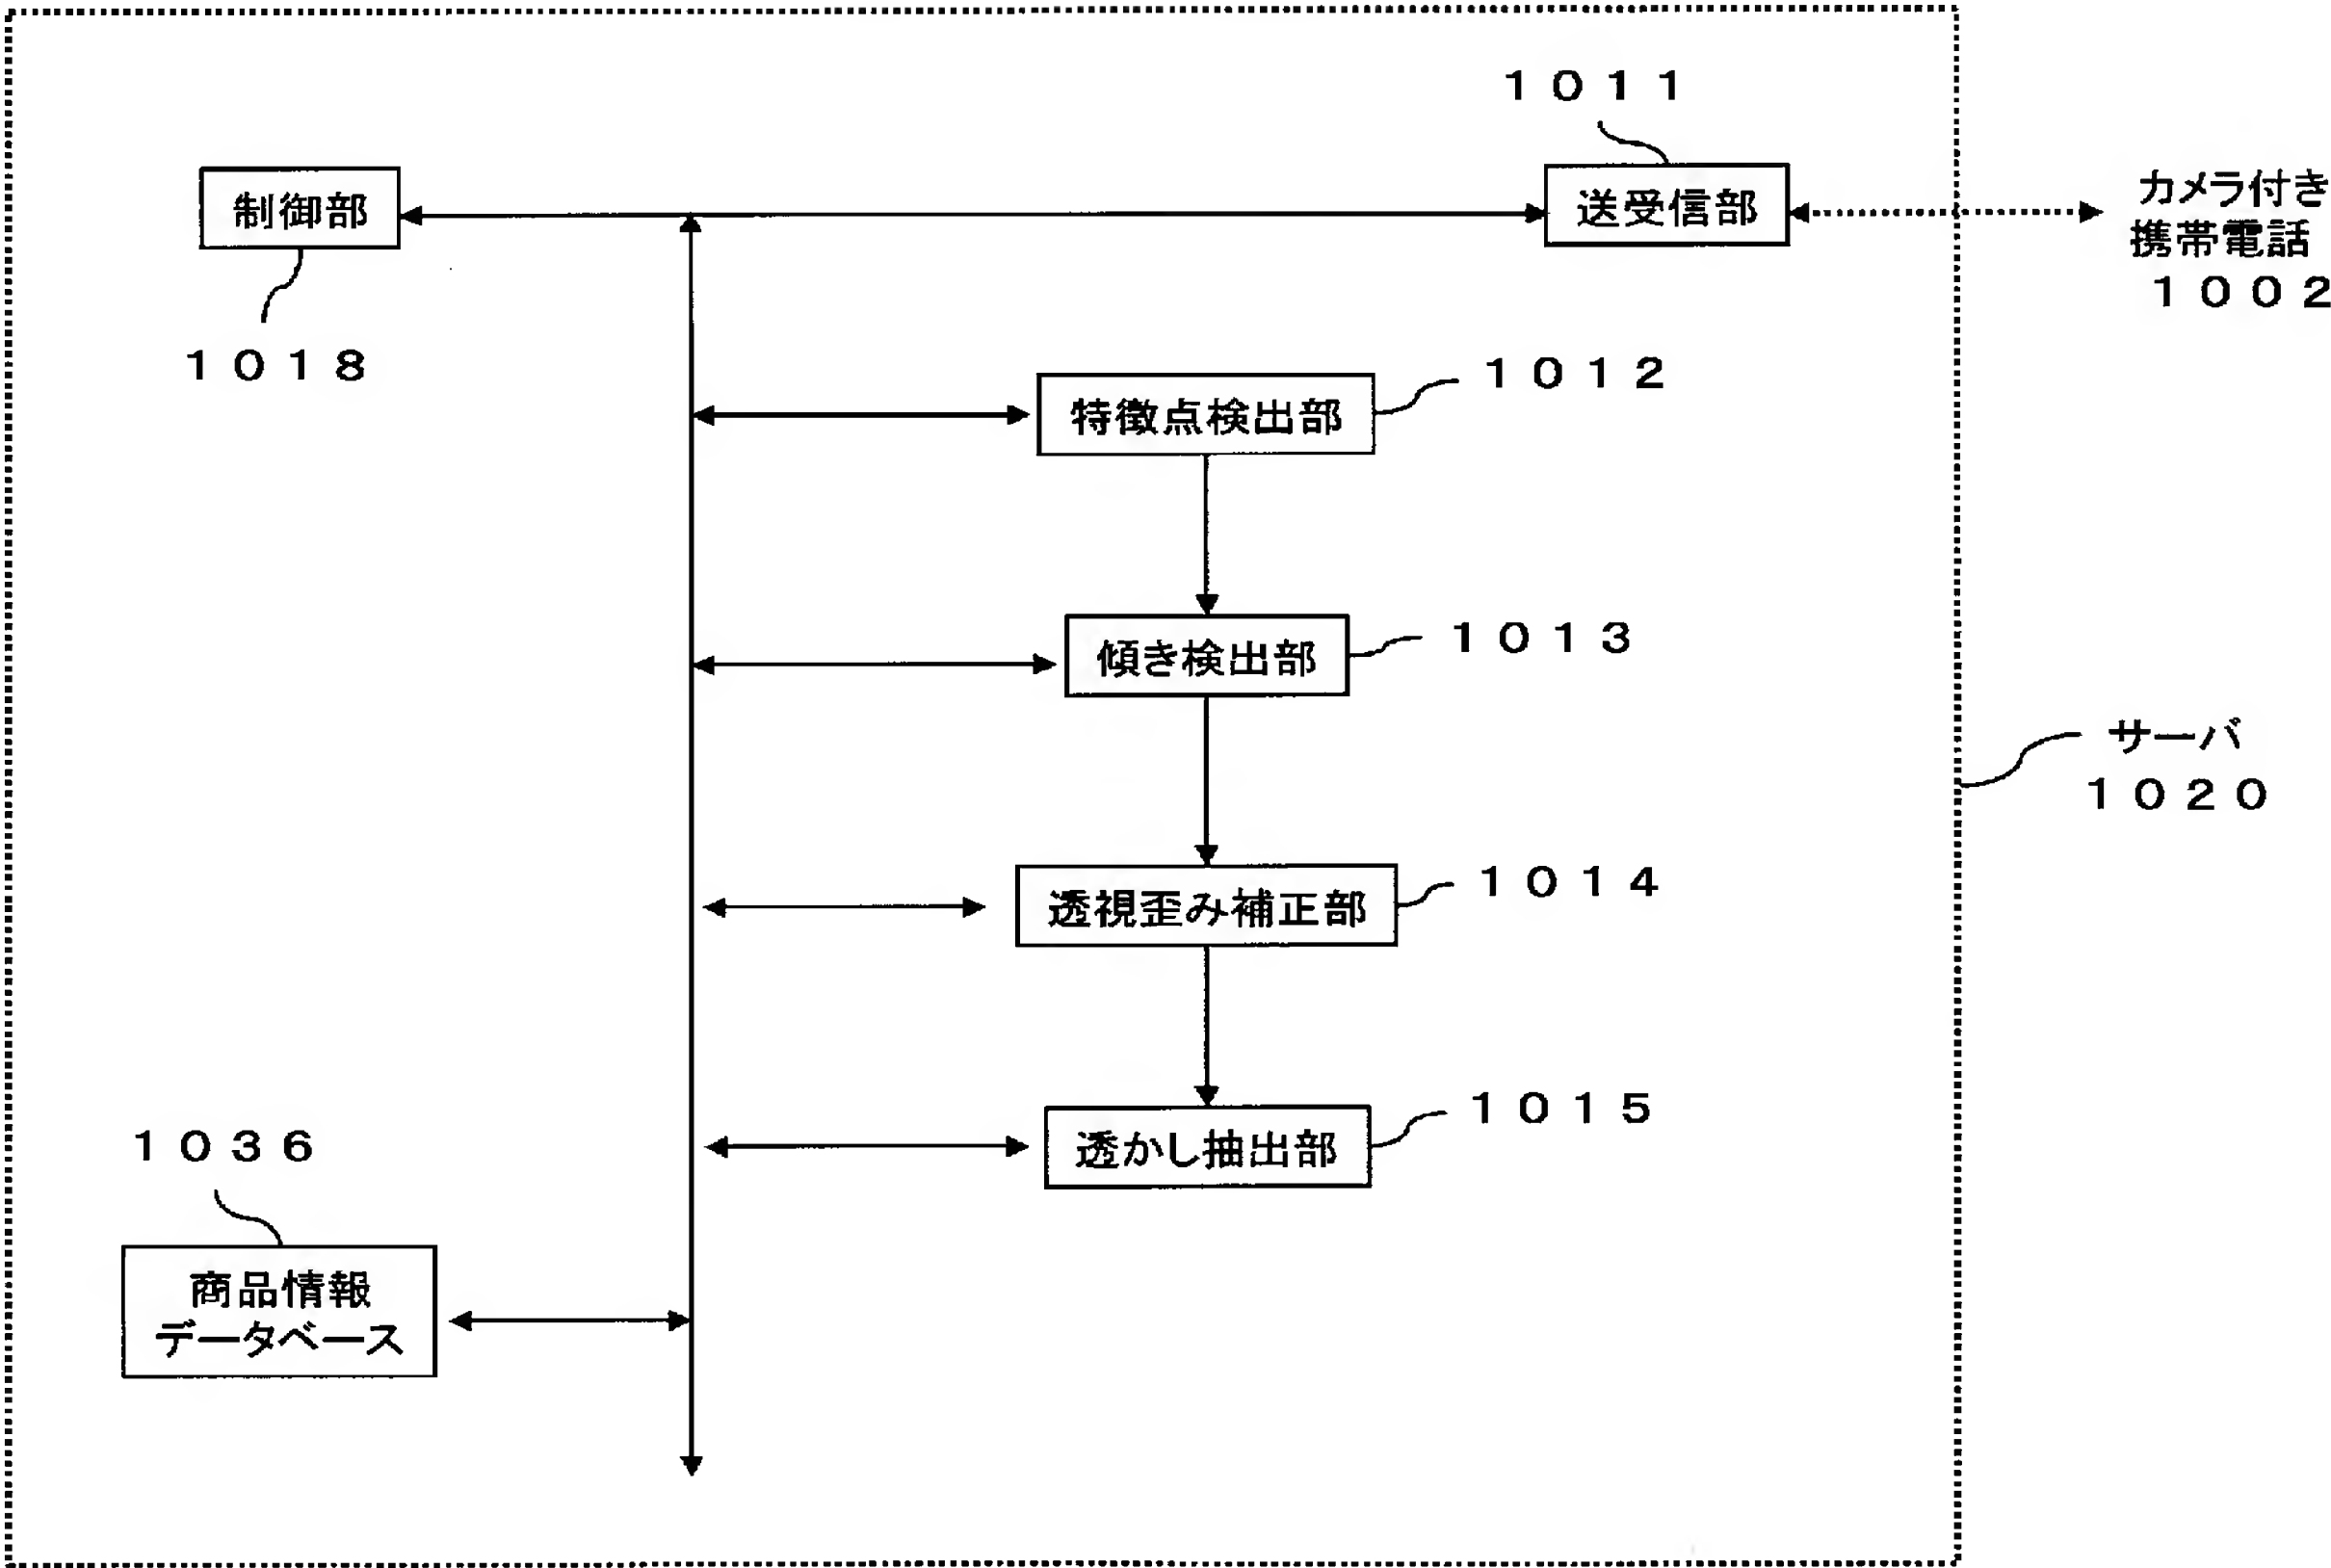 １０１１
制御部
送受信部
カメラ付き
携帯電話
１００２
１０１８
特徴点検出部
１０１２
傾き検出部
１０１３
サーバ
１０２０
透視歪み補正部
１０１４
透かし抽出部
１０１５
１０３６
商品情報
データベース